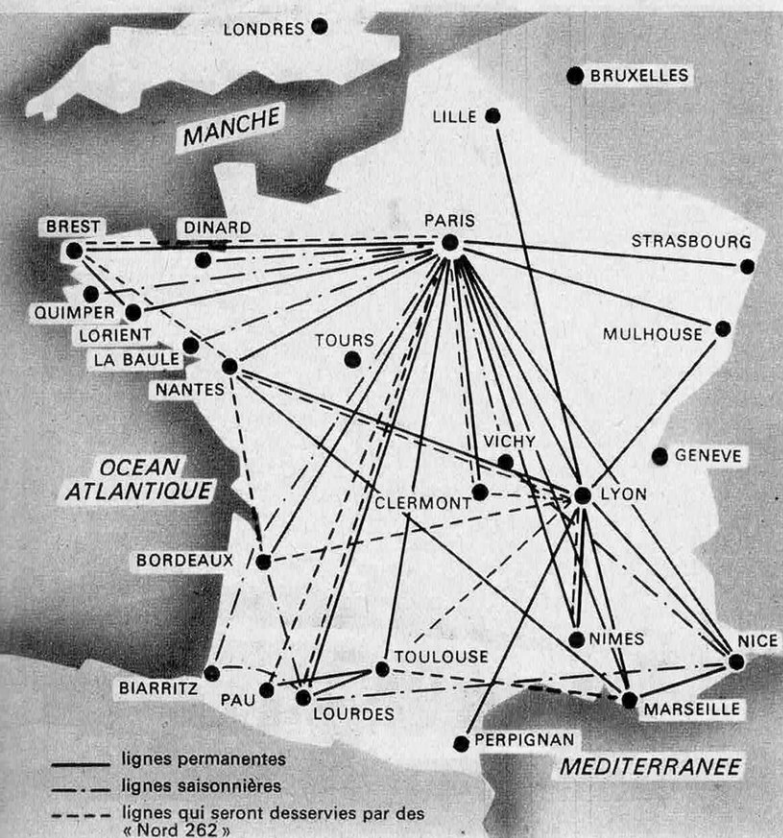 LONDRES
BRUXELLES
LILLE
MANCHE
BREST
DINARD
PARIS
STRASBOURG
QUIMPER
LORIENT
LA BAULE
NANTES
TOURS
MULHOUSE
OCEAN
ATLANTIQUE
VICHY
GENEVE
CLERMONT
LYON
BORDEAUX
NIMES
NICE
TOULOUSE
BIARRITZ
PAU
LOURDES
MARSEILLE
PERPIGNAN
MEDITERRANEE
lignes permanentes
lignes saisonnières
lignes qui seront desservies par des
« Nord 262 »